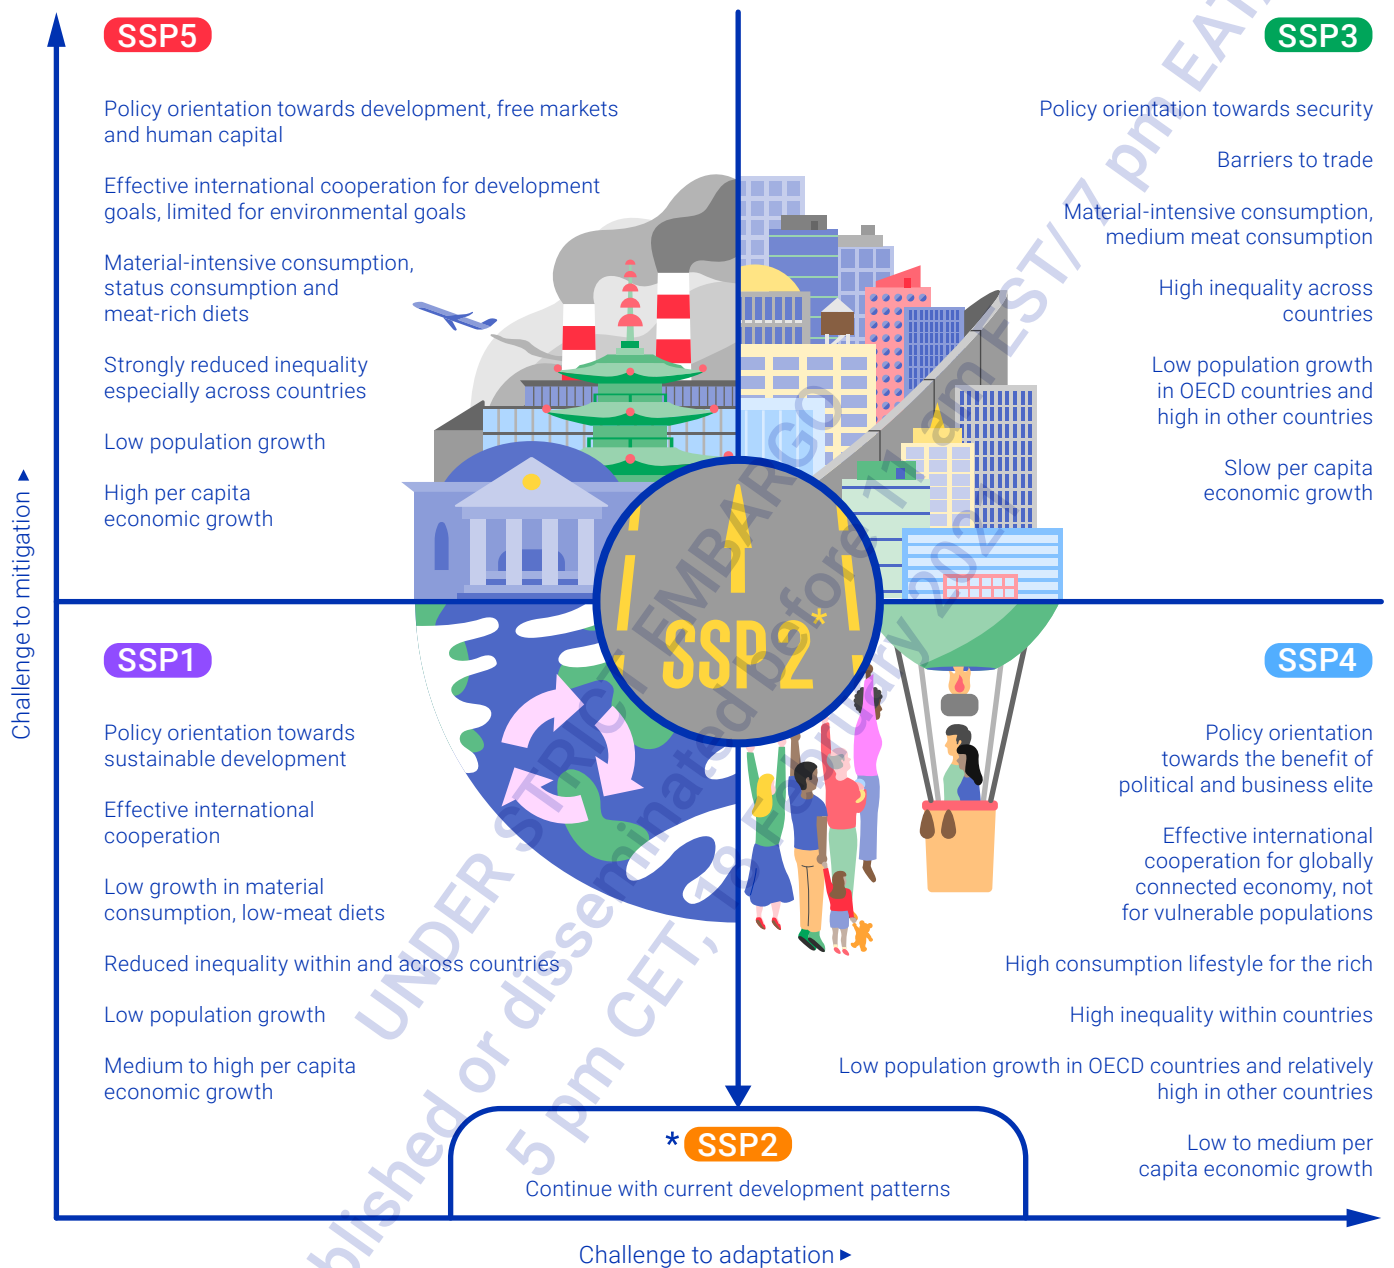 SSP5
Policy orientation towards development, free markets
and human capital
Effective international cooperation for development
goals, limited for environmental goals
Material-intensive consumption,
status consumption and
meat-rich diets
Strongly reduced inequality
especially across countries
Low population growth
High per capita
economic growth
SSP3
Policy orientation towards security
Barriers to trade
Material-intensive consumption,
medium meat consumption
High inequality across
countries
Low population growth
in OECD countries and
high in other countries
Slow per capita
economic growth
SSP2*
SSP1
Policy orientation towards
sustainable development
Effective international
cooperation
Low growth in material
consumption, low-meat diets
Reduced inequality within and across countries
Low population growth
Medium to high per capita
economic growth
SSP4
Policy orientation
towards the benefit of
political and business elite
Effective international
cooperation for globally
connected economy, not
for vulnerable populations
High consumption lifestyle for the rich
High inequality within countries
Low population growth in OECD countries and relatively
high in other countries
Low to medium per
capita economic growth
* SSP2
Continue with current development patterns
Challenge to mitigation ▸
Challenge to adaptation ▸
UNDER STRICT EMBARGO
blished or disseminated before 11 am EST/ 7 pm EAT/
5 pm CET, 18 February 2021